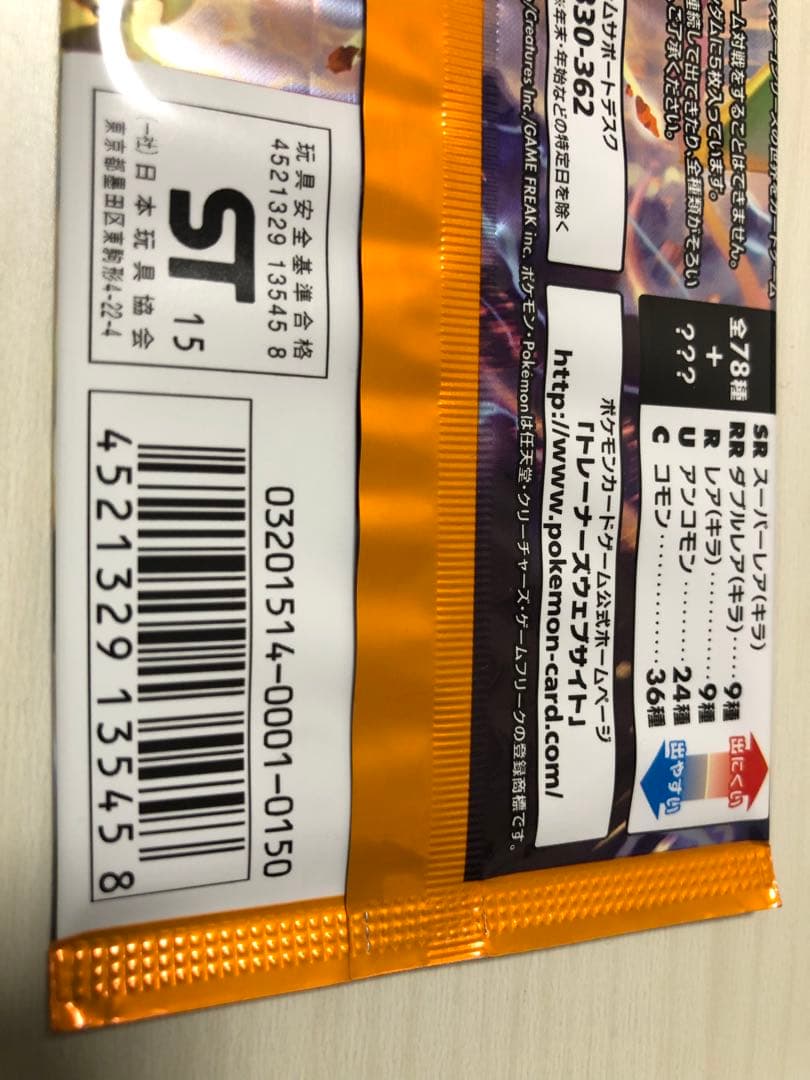 ームサポートデスク
330-362
※年末・年始などの特定日を除く
ーム対戦をすることはできません。
ダムに5枚入っています。
連続して出てきたり、全種類がそろい
ご了承ください。
全78種
+
???
SR スーパーレア(キラ)
RR ダブルレア(キラ)‥‥9種
R レア(キラ)‥‥‥‥‥9種
U アンコモン‥‥‥‥24種
C コモン‥‥‥‥‥‥36種
出にくい
出やすい
ポケモンカードゲーム公式ホームページ
「トレーナーズウェブサイト」
http://www.pokemon-card.com/
/Creatures Inc./GAME FREAK inc. ポケモン・Pokémonは任天堂・クリーチャーズ・ゲームフリークの登録商標です。
玩具安全基準合格
4521329 13545 8
ST 15
(一社)日本玩具協会
東京都墨田区東駒形4-22-4
03201514-0001-0150
4521329135458